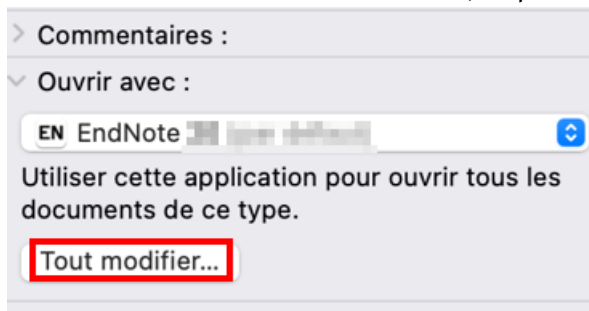 Commentaires :
Ouvrir avec :
EN EndNote
Utiliser cette application pour ouvrir tous les
documents de ce type.
Tout modifier...